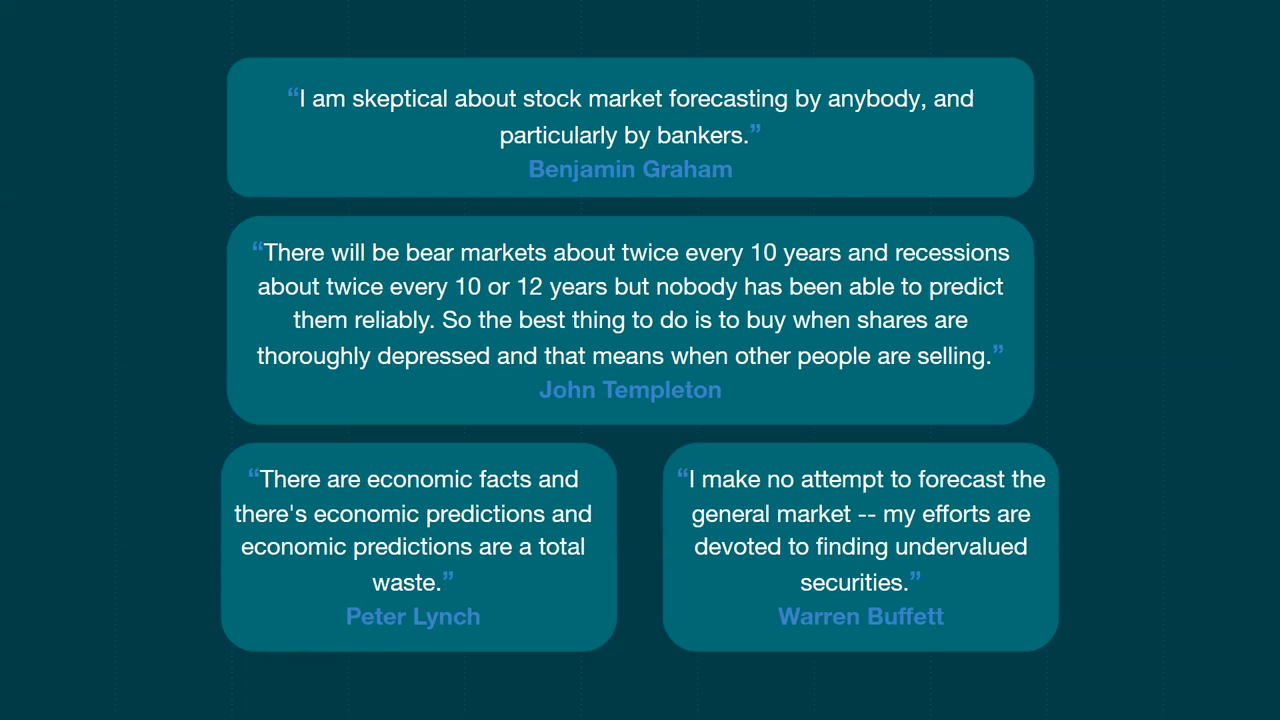 “I am skeptical about stock market forecasting by anybody, and
particularly by bankers.”
Benjamin Graham
“There will be bear markets about twice every 10 years and recessions
about twice every 10 or 12 years but nobody has been able to predict
them reliably. So the best thing to do is to buy when shares are
thoroughly depressed and that means when other people are selling.”
John Templeton
“There are economic facts and
there's economic predictions and
economic predictions are a total
waste.”
Peter Lynch
“I make no attempt to forecast the
general market -- my efforts are
devoted to finding undervalued
securities.”
Warren Buffett